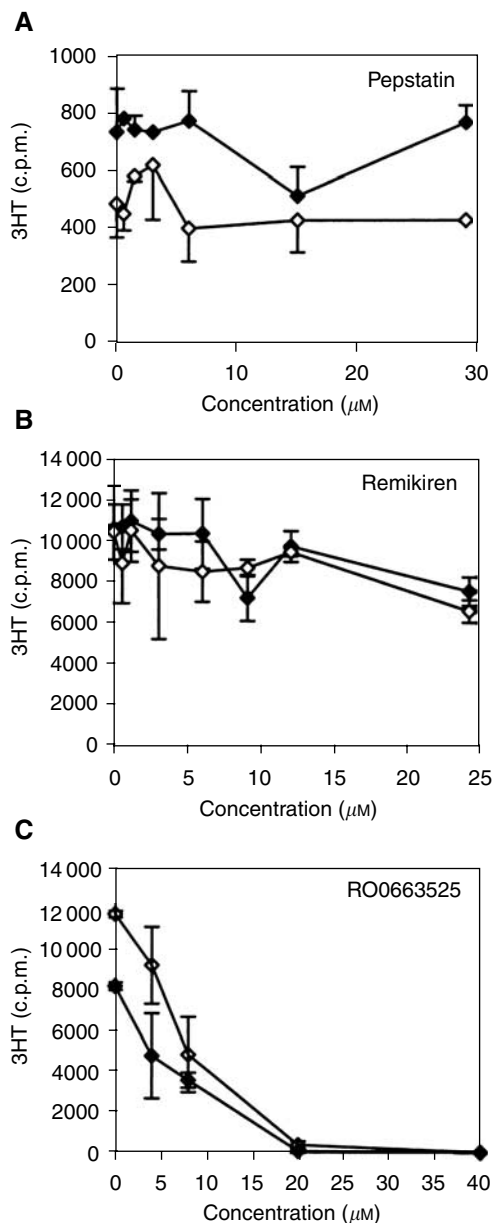 A
1000
Pepstatin
800
600
400
200
0
3HT (c.p.m.)
0 10 20 30
Concentration (μM)
B
14 000
Remikiren
12 000
10 000
8000
6000
4000
2000
0
3HT (c.p.m.)
0 5 10 15 20 25
Concentration (μM)
C
14 000
RO0663525
12 000
10 000
8000
6000
4000
2000
0
3HT (c.p.m.)
0 5 10 15 20 25 30 35 40
Concentration (μM)